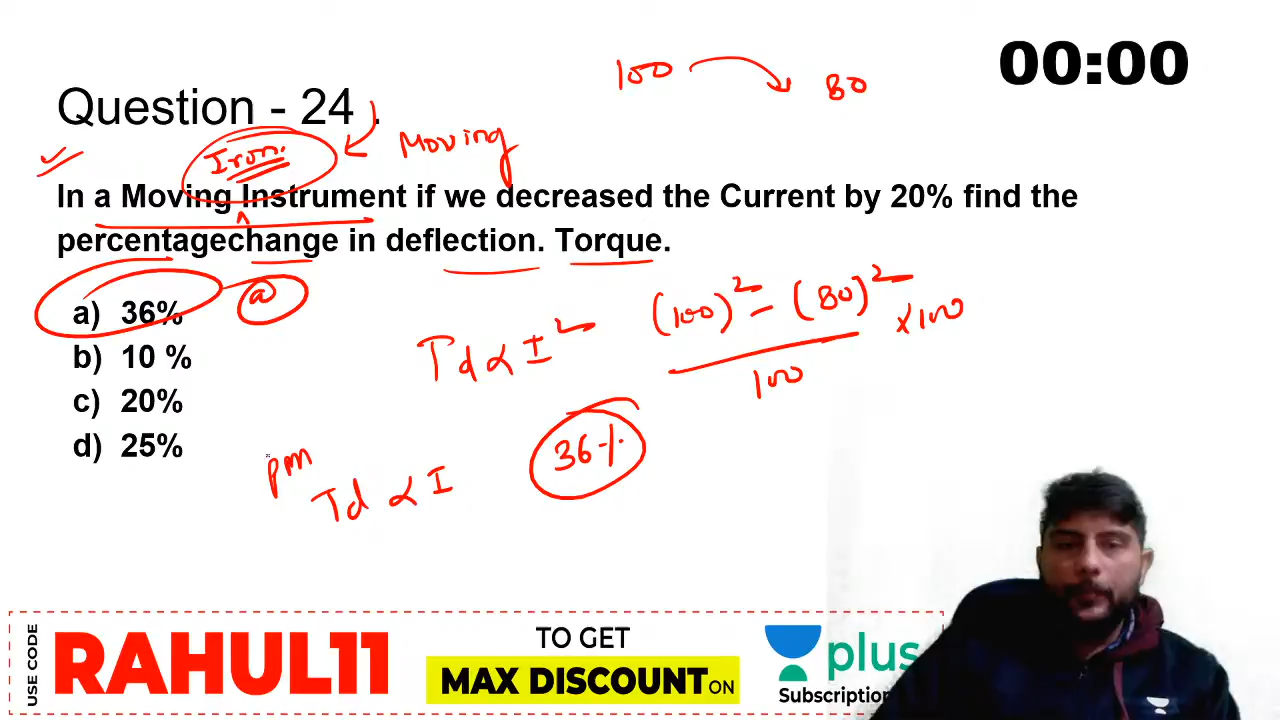 00:00
100 80
Question - 24 .
Iron. Moving
In a Moving Instrument if we decreased the Current by 20% find the
percentagechange in deflection. Torque.
a) 36% a
b) 10 %
c) 20%
d) 25%
Td ∝ I² (100)² - (80)² ×100
100
36%
pm
Td ∝ I
USE CODE
RAHUL11
TO GET
MAX DISCOUNT ON
plus
Subscription